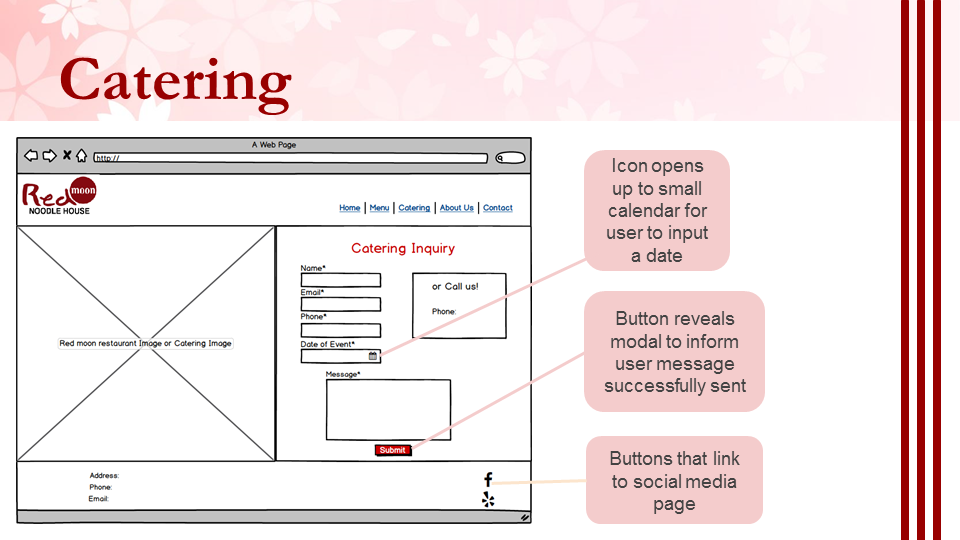 Catering
A Web Page
http://
Red moon
NOODLE HOUSE
Home | Menu | Catering | About Us | Contact
Red moon restaurant Image or Catering Image
Catering Inquiry
Name*
Email*
Phone*
Date of Event*
Message*
Submit
or Call us!
Phone:
Address:
Phone:
Email:
Icon opens
up to small
calendar for
user to input
a date
Button reveals
modal to inform
user message
successfully sent
Buttons that link
to social media
page